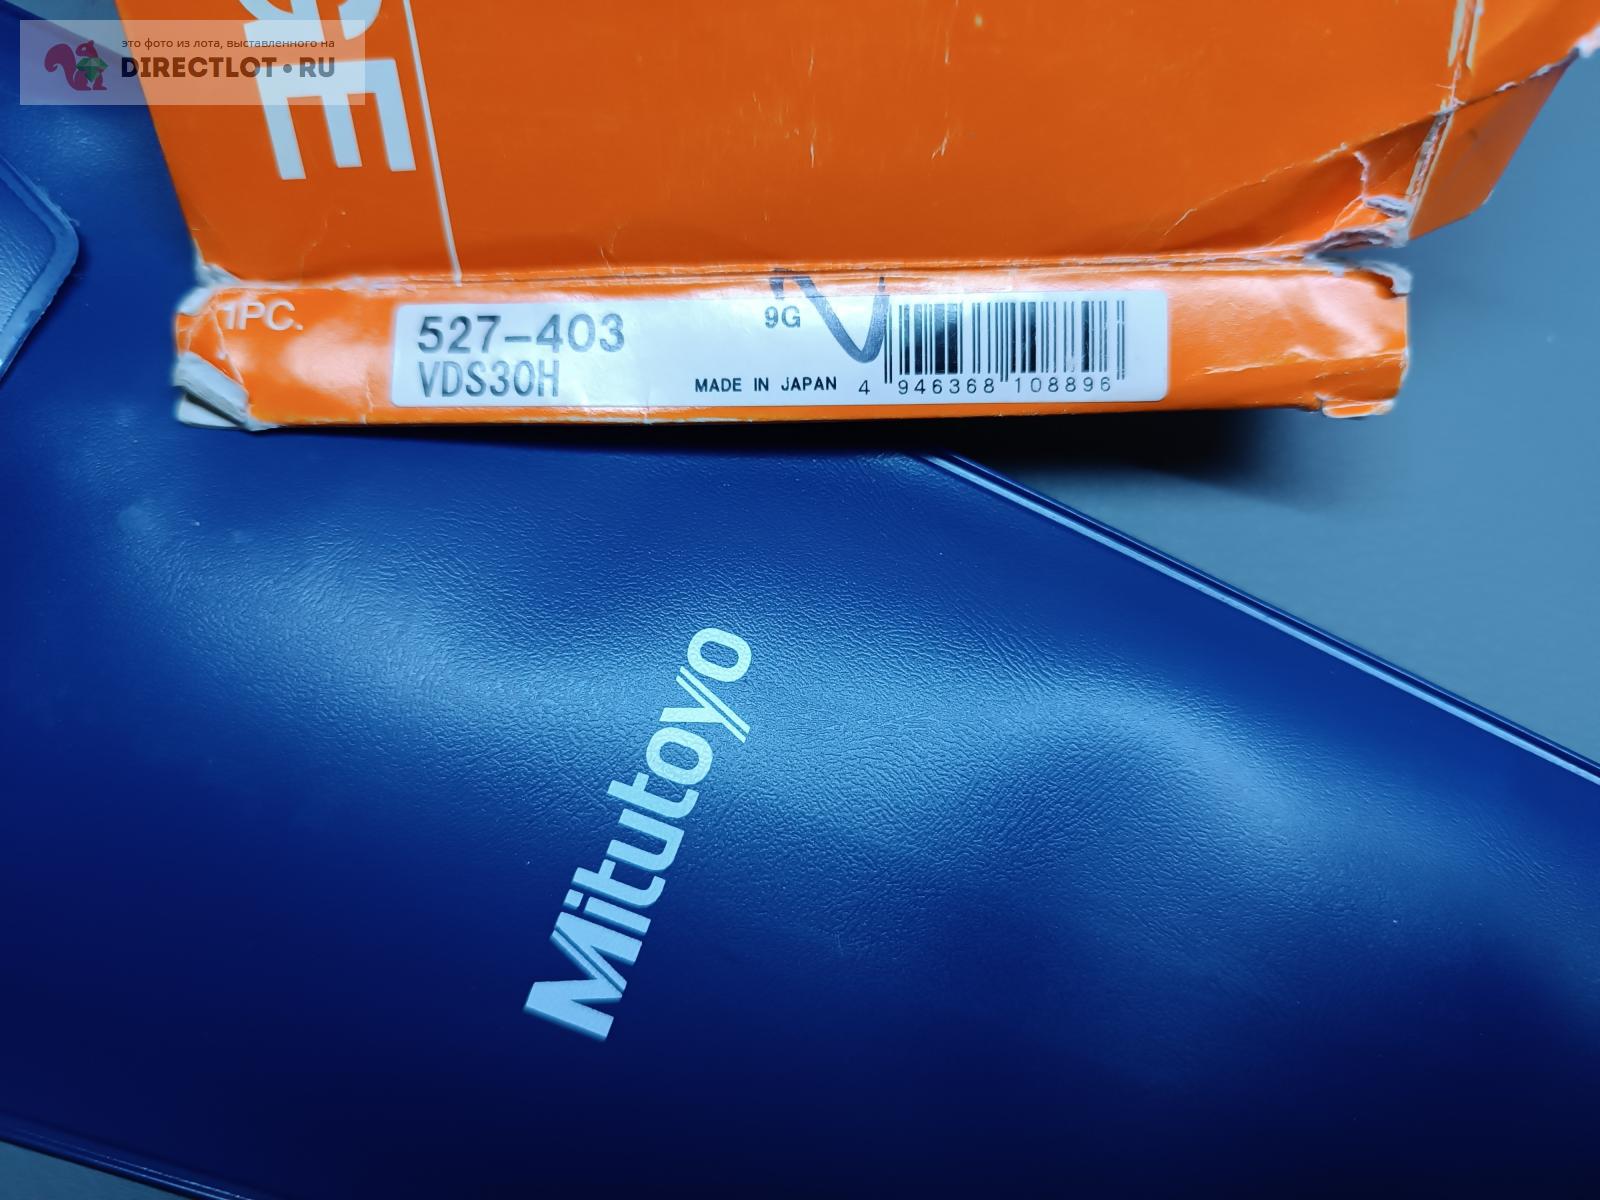 это фото из лота, выставленного на
DIRECTLOT•RU
GE
1PC.
527-403
9G
VDS30H
MADE IN JAPAN
4 946368 108896
Mitutoyo